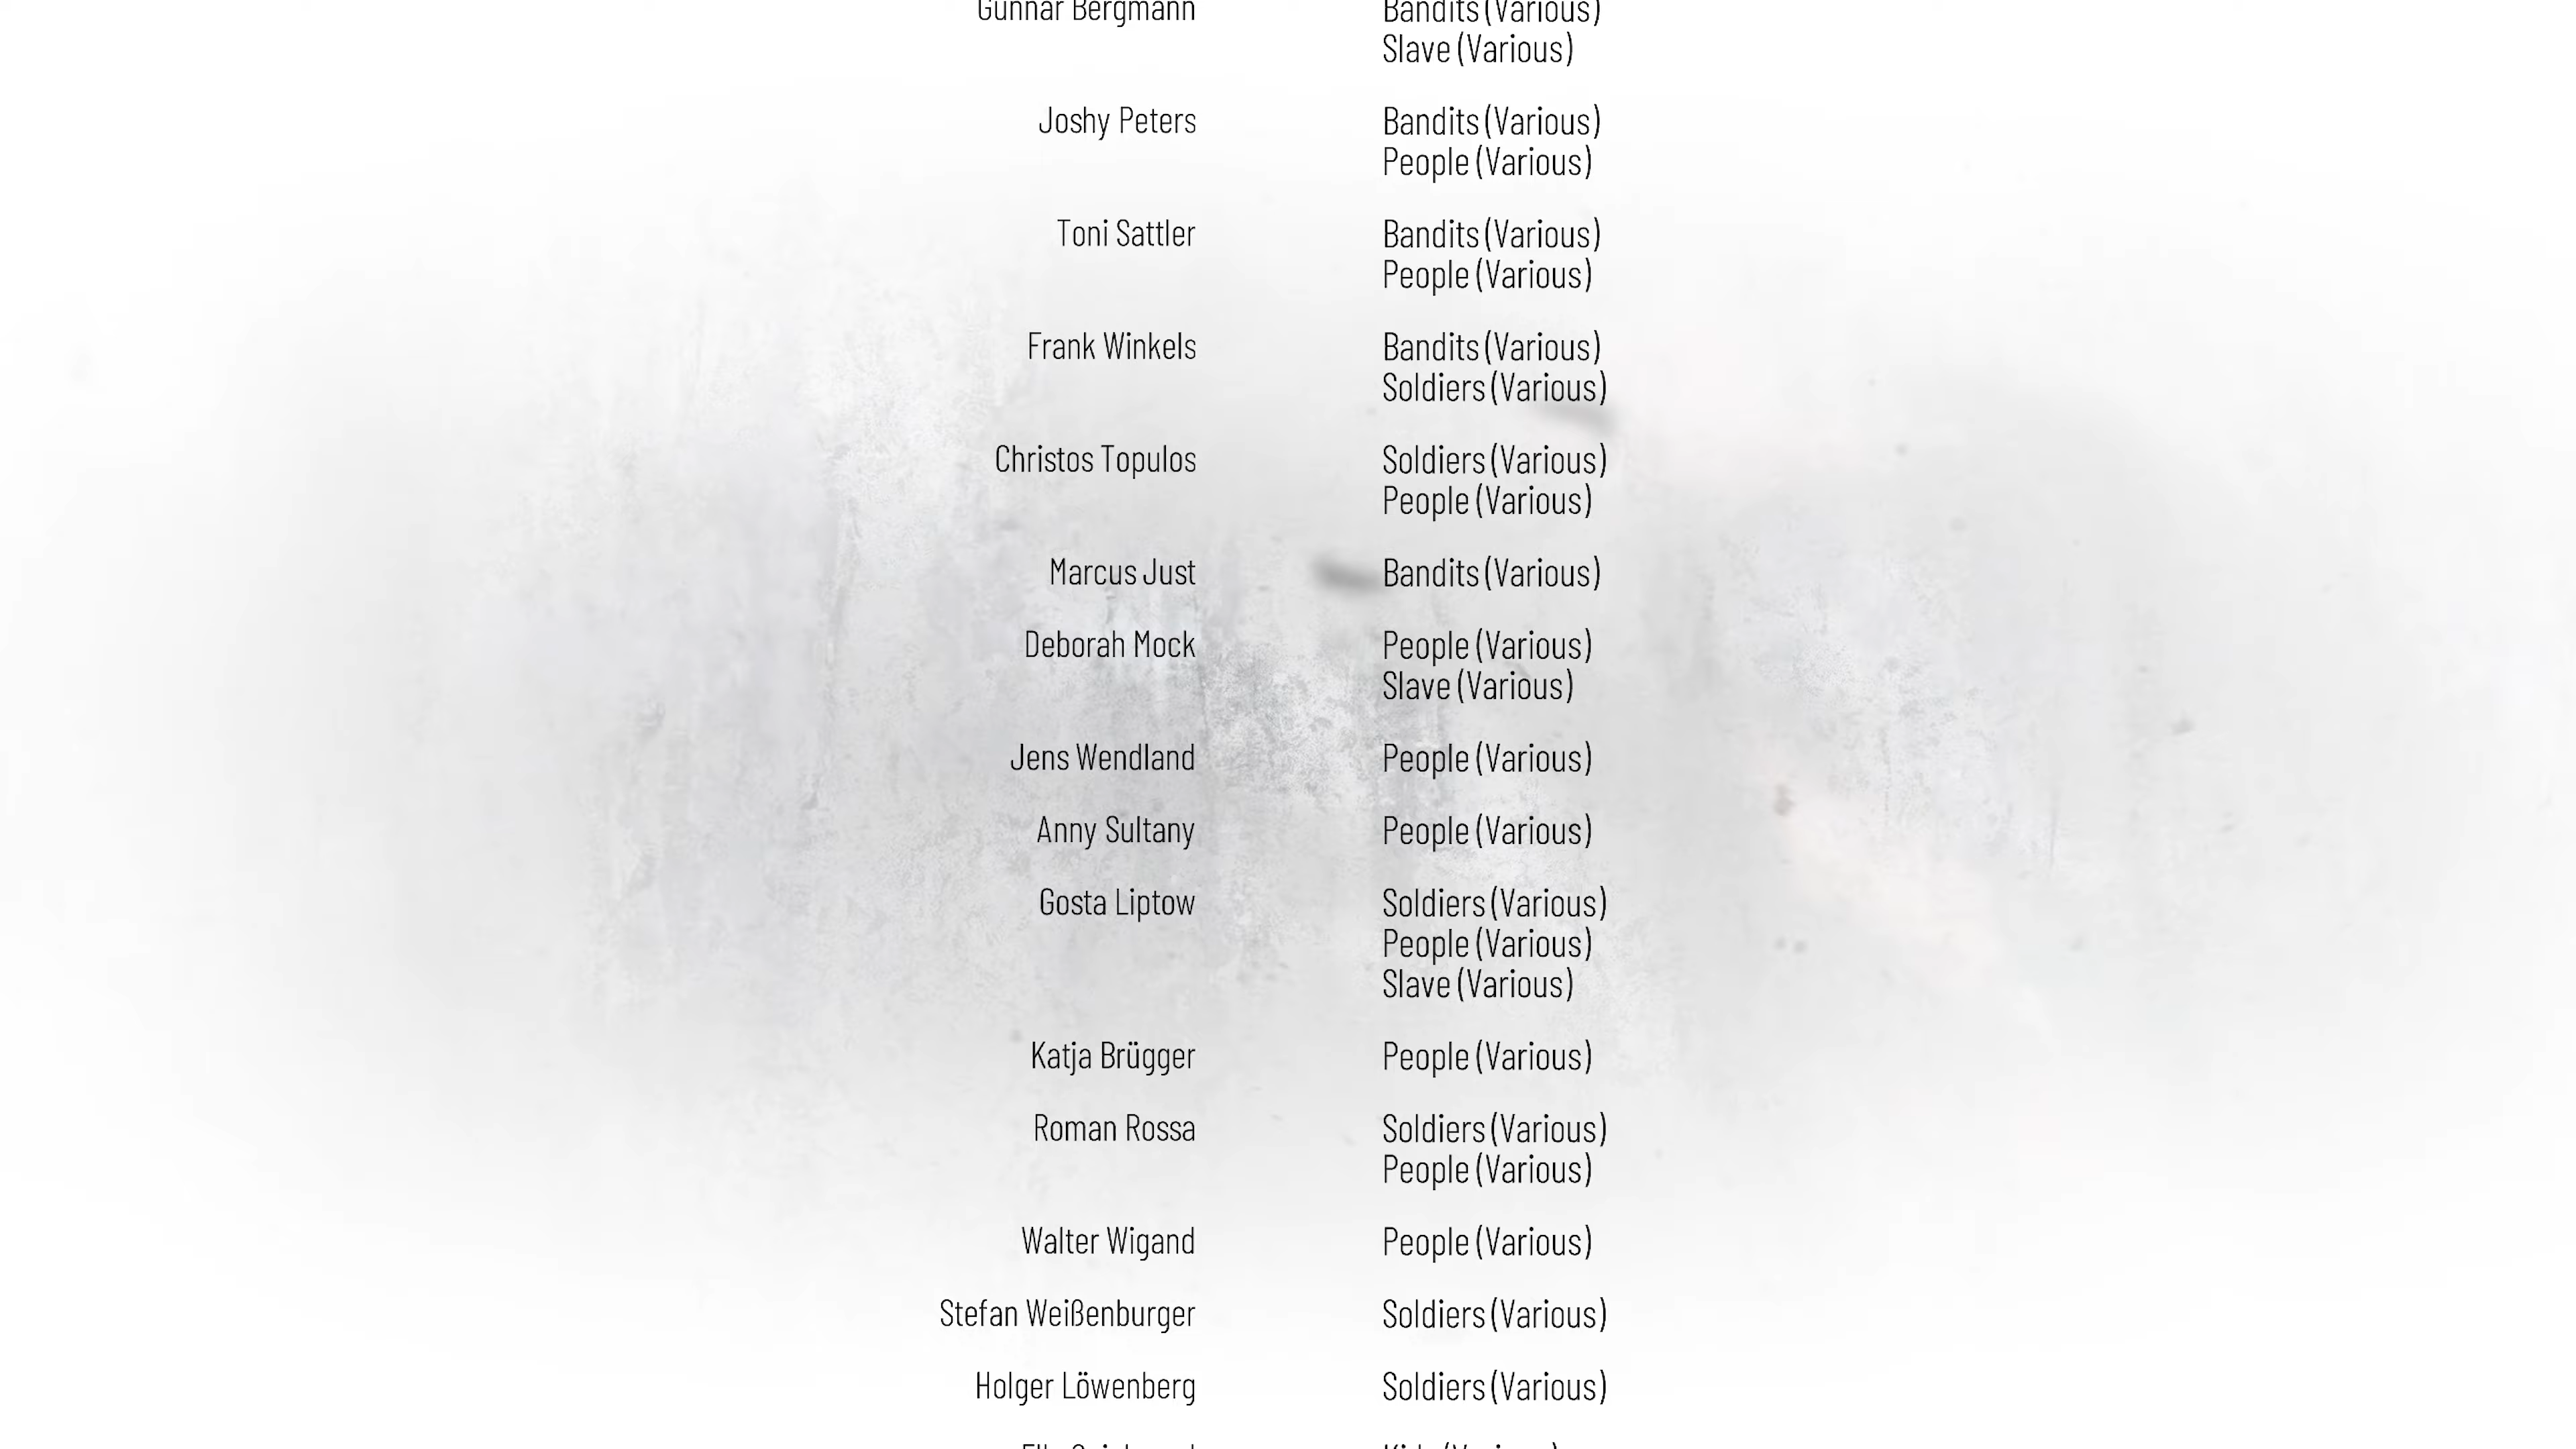 Gunnar Bergmann Bandits (Various)
Slave (Various)
Joshy Peters Bandits (Various)
People (Various)
Toni Sattler Bandits (Various)
People (Various)
Frank Winkels Bandits (Various)
Soldiers (Various)
Christos Topulos Soldiers (Various)
People (Various)
Marcus Just Bandits (Various)
Deborah Mock People (Various)
Slave (Various)
Jens Wendland People (Various)
Anny Sultany People (Various)
Gosta Liptow Soldiers (Various)
People (Various)
Slave (Various)
Katja Brügger People (Various)
Roman Rossa Soldiers (Various)
People (Various)
Walter Wigand People (Various)
Stefan Weißenburger Soldiers (Various)
Holger Löwenberg Soldiers (Various)